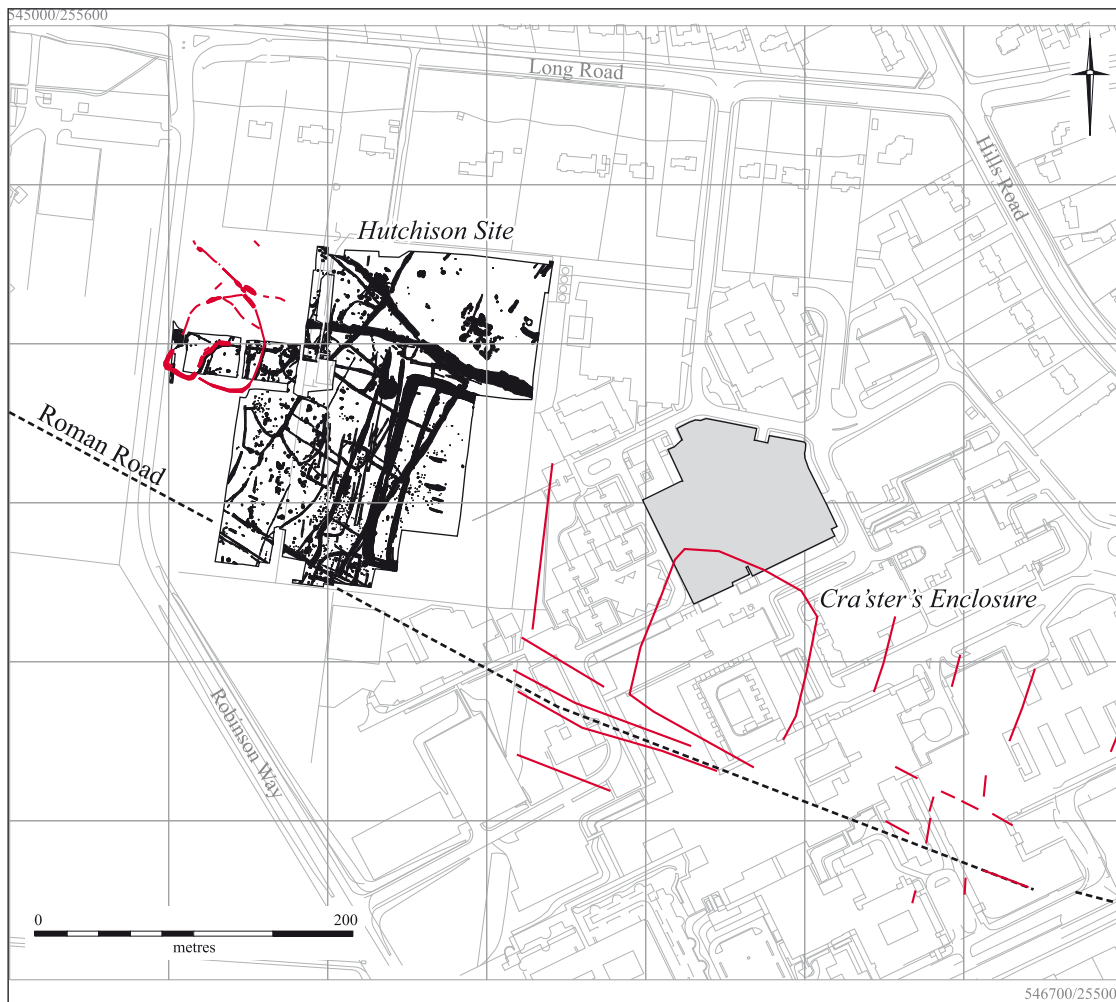 545000/255600
Long Road
Hills Road
Hutchison Site
Roman Road
Cra'ster's Enclosure
Robinson Way
0 200
metres
546700/25500